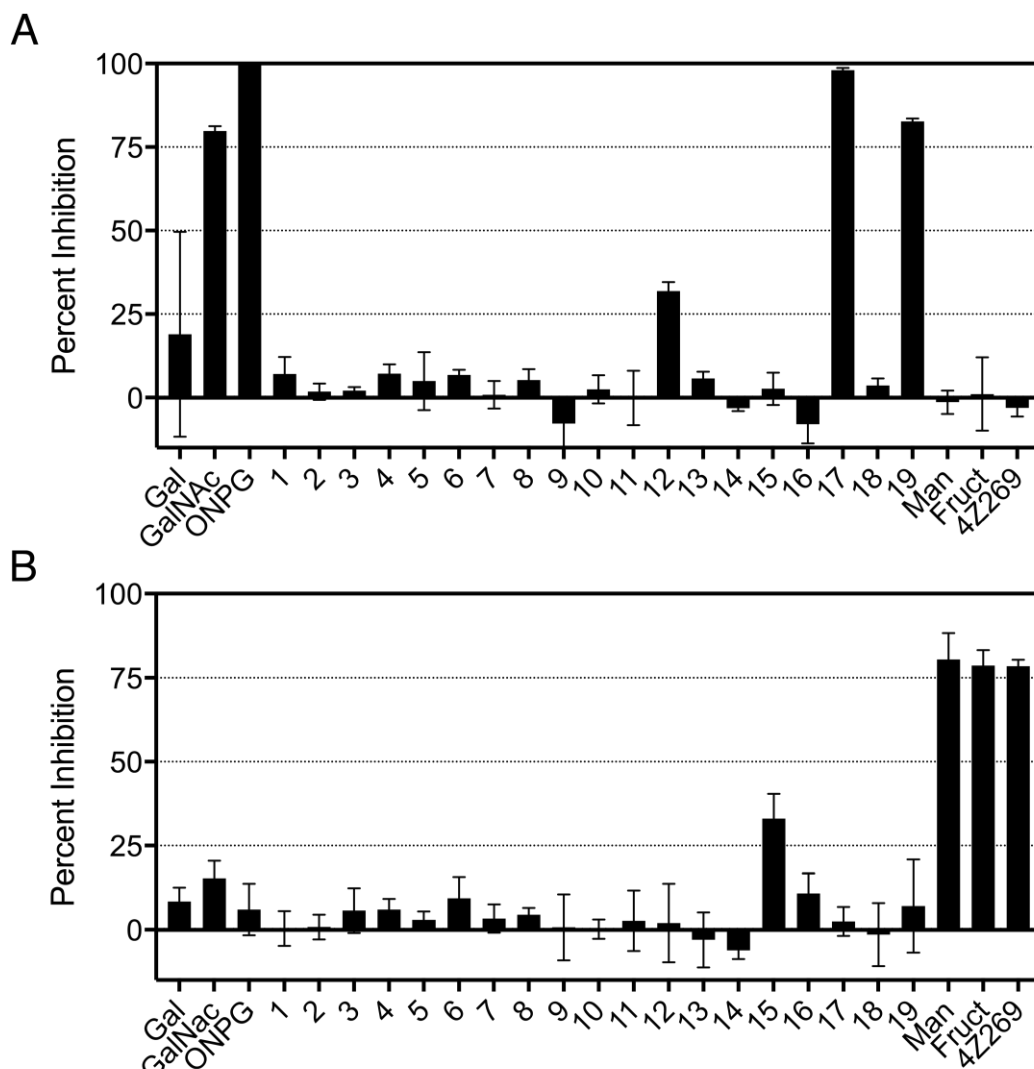 A
100
75
50
25
0
Percent Inhibition
Gal GalNAc ONPG 1 2 3 4 5 6 7 8 9 10 11 12 13 14 15 16 17 18 19 Man Fruct 4Z269
B
100
75
50
25
0
Percent Inhibition
Gal GalNac ONPG 1 2 3 4 5 6 7 8 9 10 11 12 13 14 15 16 17 18 19 Man Fruct 4Z269